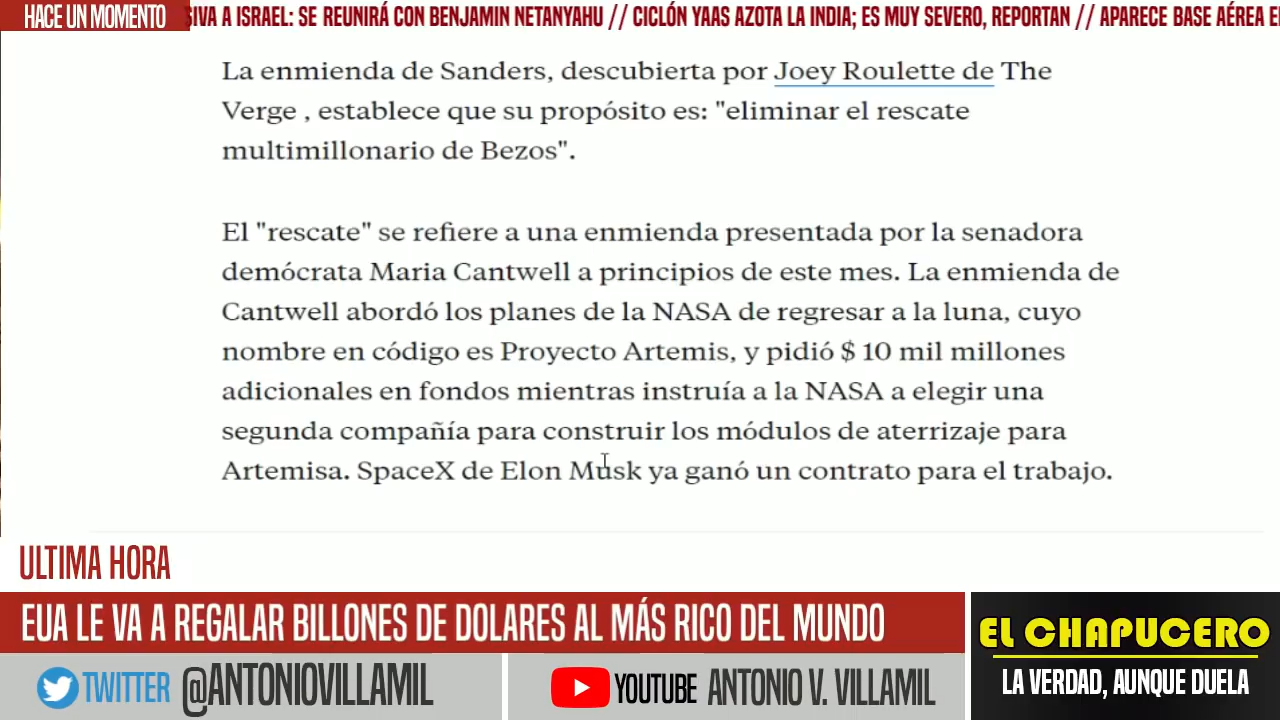 HACE UN MOMENTO
SIVA A ISRAEL: SE REUNIRÁ CON BENJAMIN NETANYAHU // CICLÓN YAAS AZOTA LA INDIA; ES MUY SEVERO, REPORTAN // APARECE BASE AÉREA E
La enmienda de Sanders, descubierta por Joey Roulette de The
Verge , establece que su propósito es: "eliminar el rescate
multimillonario de Bezos".
El "rescate" se refiere a una enmienda presentada por la senadora
demócrata Maria Cantwell a principios de este mes. La enmienda de
Cantwell abordó los planes de la NASA de regresar a la luna, cuyo
nombre en código es Proyecto Artemis, y pidió $ 10 mil millones
adicionales en fondos mientras instruía a la NASA a elegir una
segunda compañía para construir los módulos de aterrizaje para
Artemisa. SpaceX de Elon Musk ya ganó un contrato para el trabajo.
ULTIMA HORA
EUA LE VA A REGALAR BILLONES DE DOLARES AL MÁS RICO DEL MUNDO
EL CHAPUCERO
LA VERDAD, AUNQUE DUELA
TWITTER @ANTONIOVILLAMIL
YOUTUBE ANTONIO V. VILLAMIL